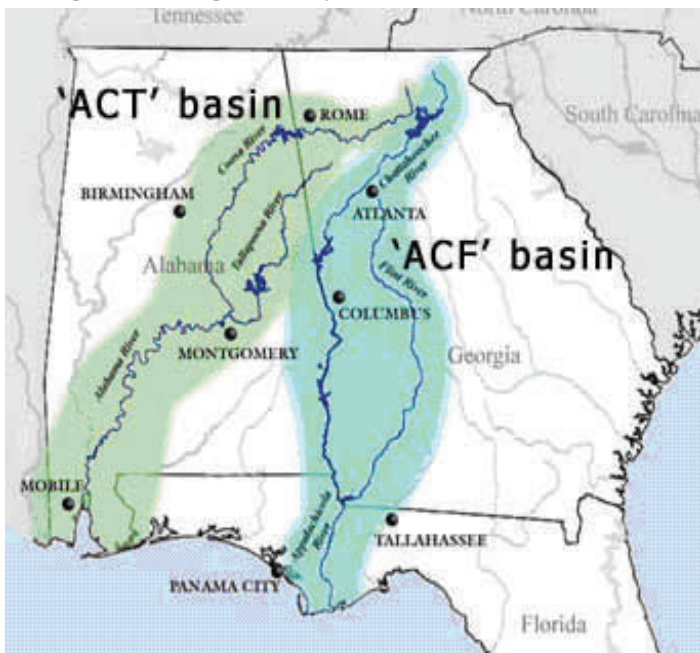 Tennessee
North Carolina
'ACT' basin
ROME
South Carolina
Coosa River
Chattahoochee
River
BIRMINGHAM
Tallapoosa River
ATLANTA
Alabama
'ACF' basin
Flint River
COLUMBUS
Alabama River
MONTGOMERY
Georgia
MOBILE
Appalachicola
River
TALLAHASSEE
PANAMA CITY
Florida